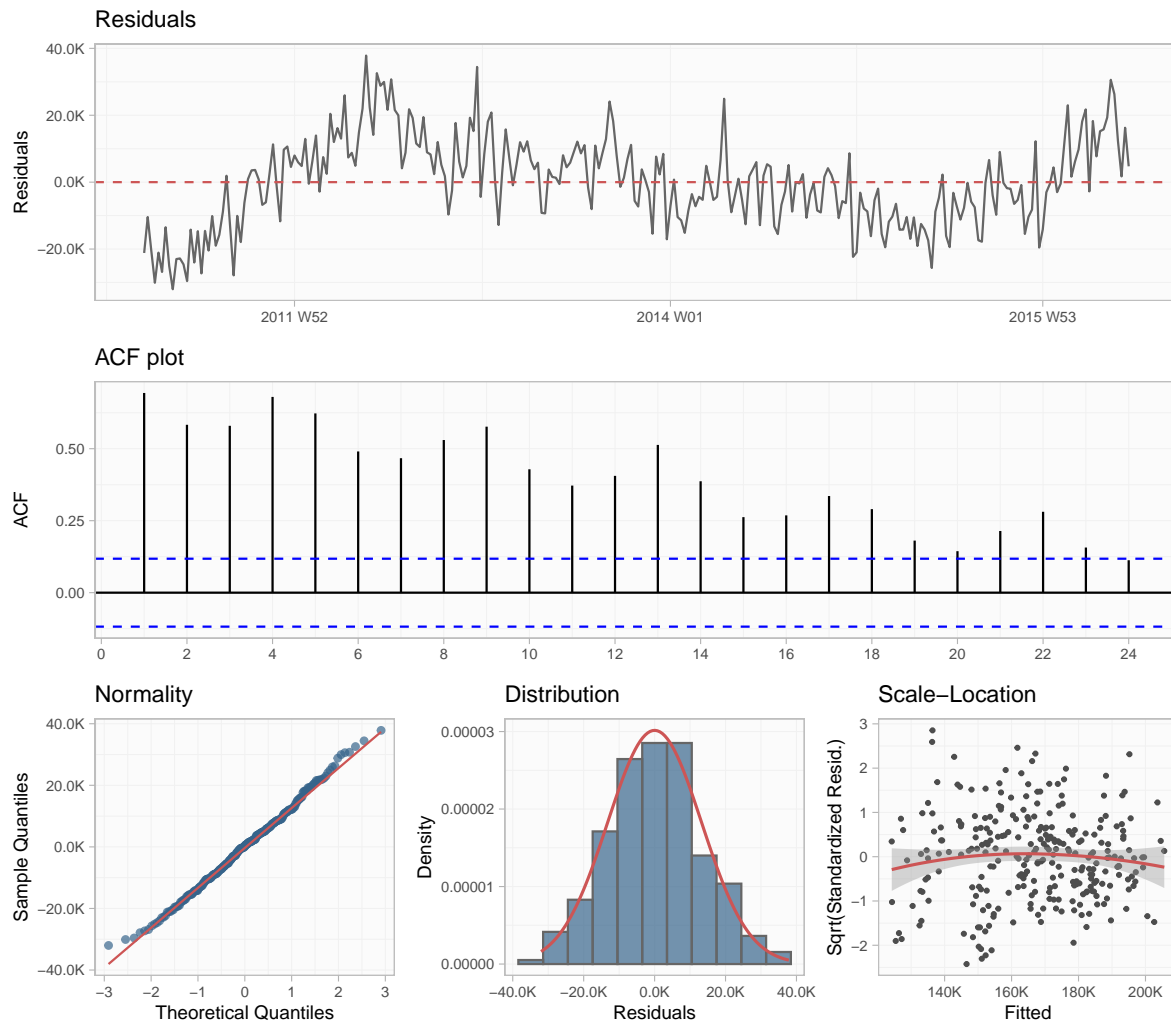 Residuals
40.0K
20.0K
0.0K
−20.0K
Residuals
2011 W52 2014 W01 2015 W53
ACF plot
0.50
0.25
0.00
ACF
0 2 4 6 8 10 12 14 16 18 20 22 24
Normality
40.0K
20.0K
0.0K
−20.0K
−40.0K
Sample Quantiles
−3 −2 −1 0 1 2 3
Theoretical Quantiles
Distribution
0.00003
0.00002
0.00001
0.00000
Density
−40.0K −20.0K 0.0K 20.0K 40.0K
Residuals
Scale−Location
3
2
1
0
−1
−2
Sqrt(Standardized Resid.)
140K 160K 180K 200K
Fitted